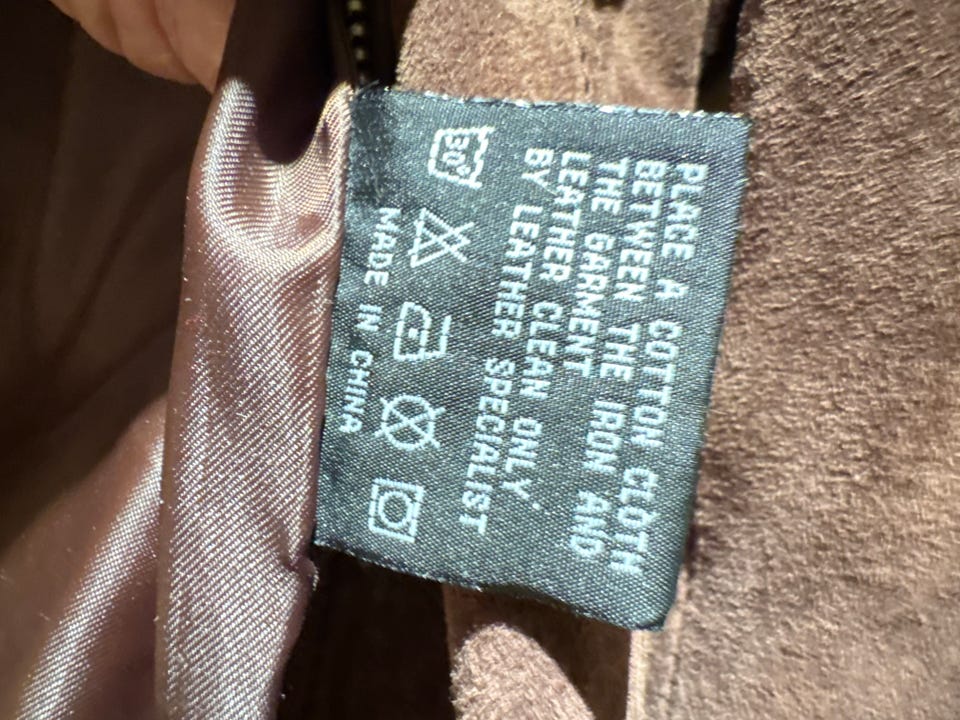 PLACE A COTTON CLOTH
BETWEEN THE IRON AND
THE GARMENT
LEATHER CLEAN ONLY
BY LEATHER SPECIALIST
30°
MADE IN CHINA